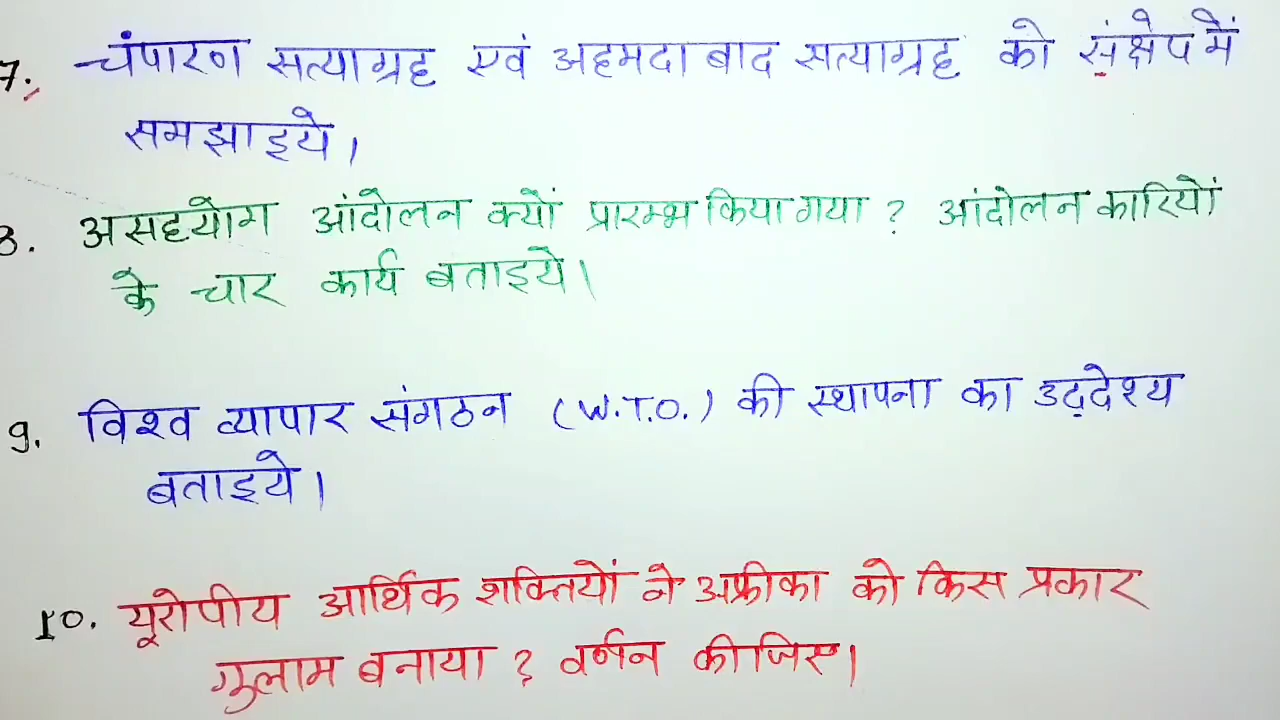 7. चंपारण सत्याग्रह एवं अहमदाबाद सत्याग्रह को संक्षेप में
समझाइये।
8. असहयोग आंदोलन क्यों प्रारम्भ किया गया ? आंदोलन कारियों
के चार कार्य बताइये।
9. विश्व व्यापार संगठन (W.T.O.) की स्थापना का उद्देश्य
बताइये।
10. यूरोपीय आर्थिक शक्तियों ने अफ्रीका को किस प्रकार
गुलाम बनाया ? वर्णन कीजिए।